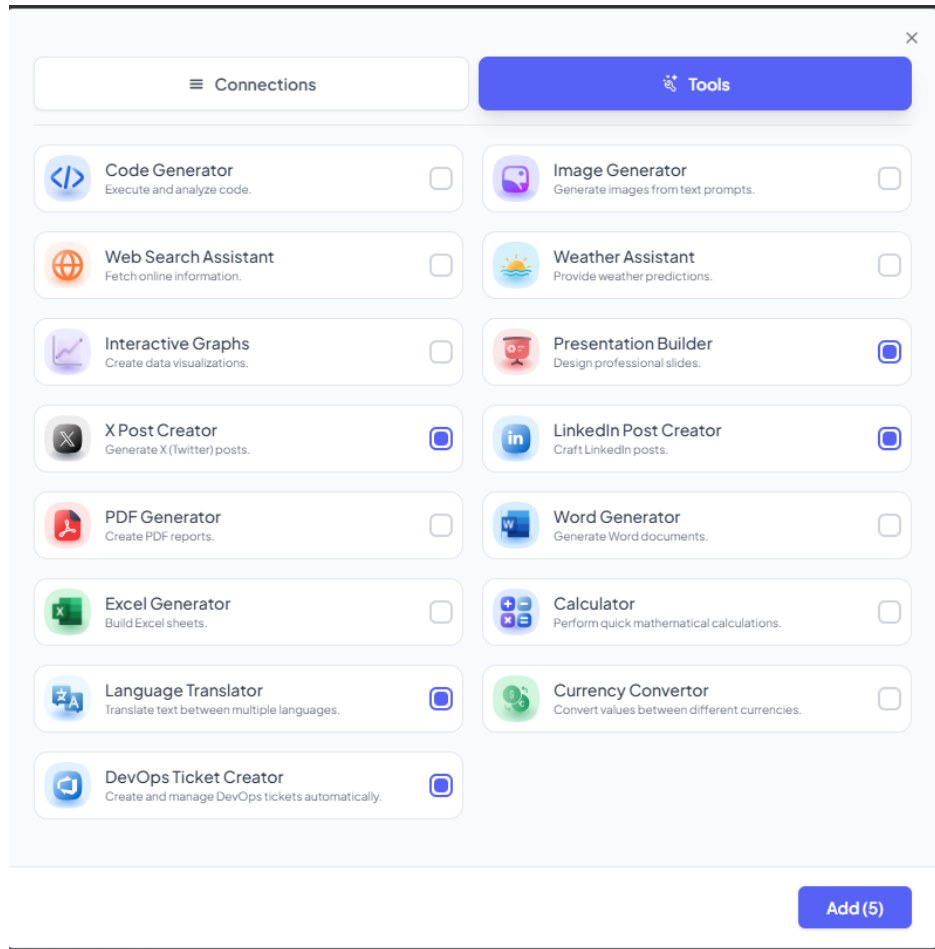 Connections
Tools
Code Generator
Execute and analyze code.
Image Generator
Generate images from text prompts.
Web Search Assistant
Fetch online information.
Weather Assistant
Provide weather predictions.
Interactive Graphs
Create data visualizations.
Presentation Builder
Design professional slides.
X Post Creator
Generate X (Twitter) posts.
in
LinkedIn Post Creator
Craft LinkedIn posts.
PDF Generator
Create PDF reports.
W
Word Generator
Generate Word documents.
X
Excel Generator
Build Excel sheets.
Calculator
Perform quick mathematical calculations.
Language Translator
Translate text between multiple languages.
Currency Convertor
Convert values between different currencies.
DevOps Ticket Creator
Create and manage DevOps tickets automatically.
Add (5)